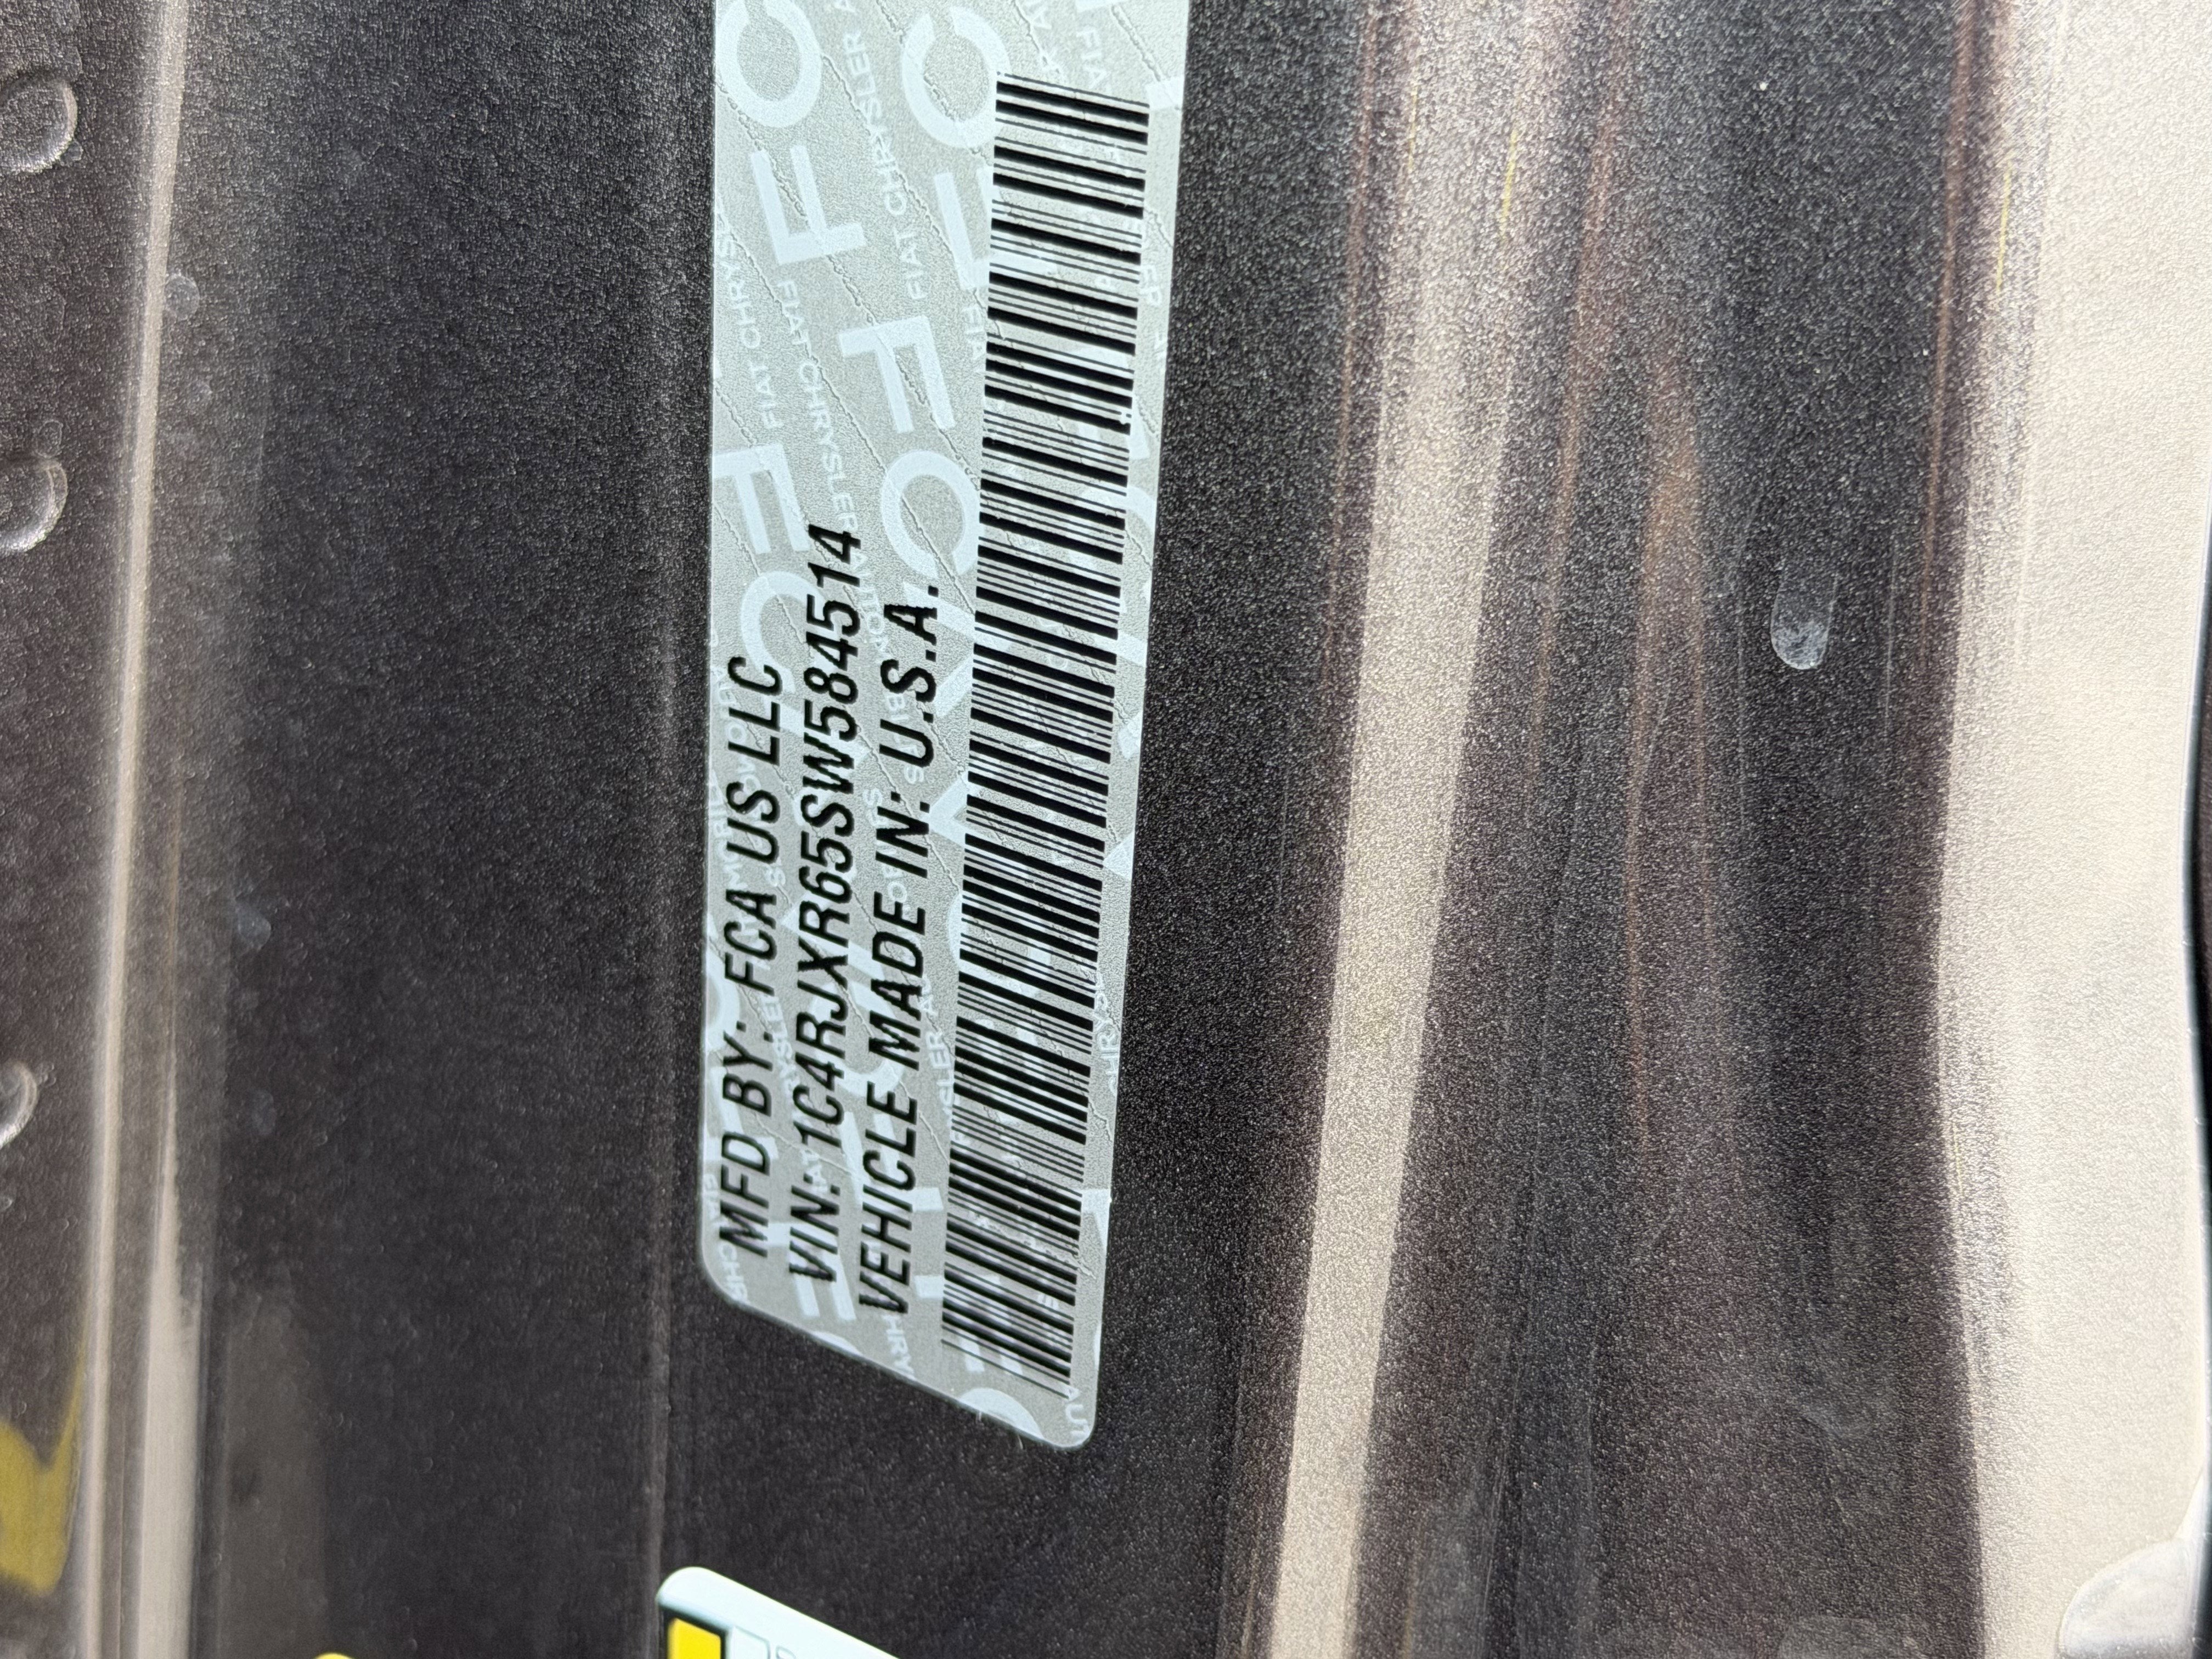 MFD BY: FCA US LLC
VIN: 1C4RJXR65SW584514
VEHICLE MADE IN: U.S.A.